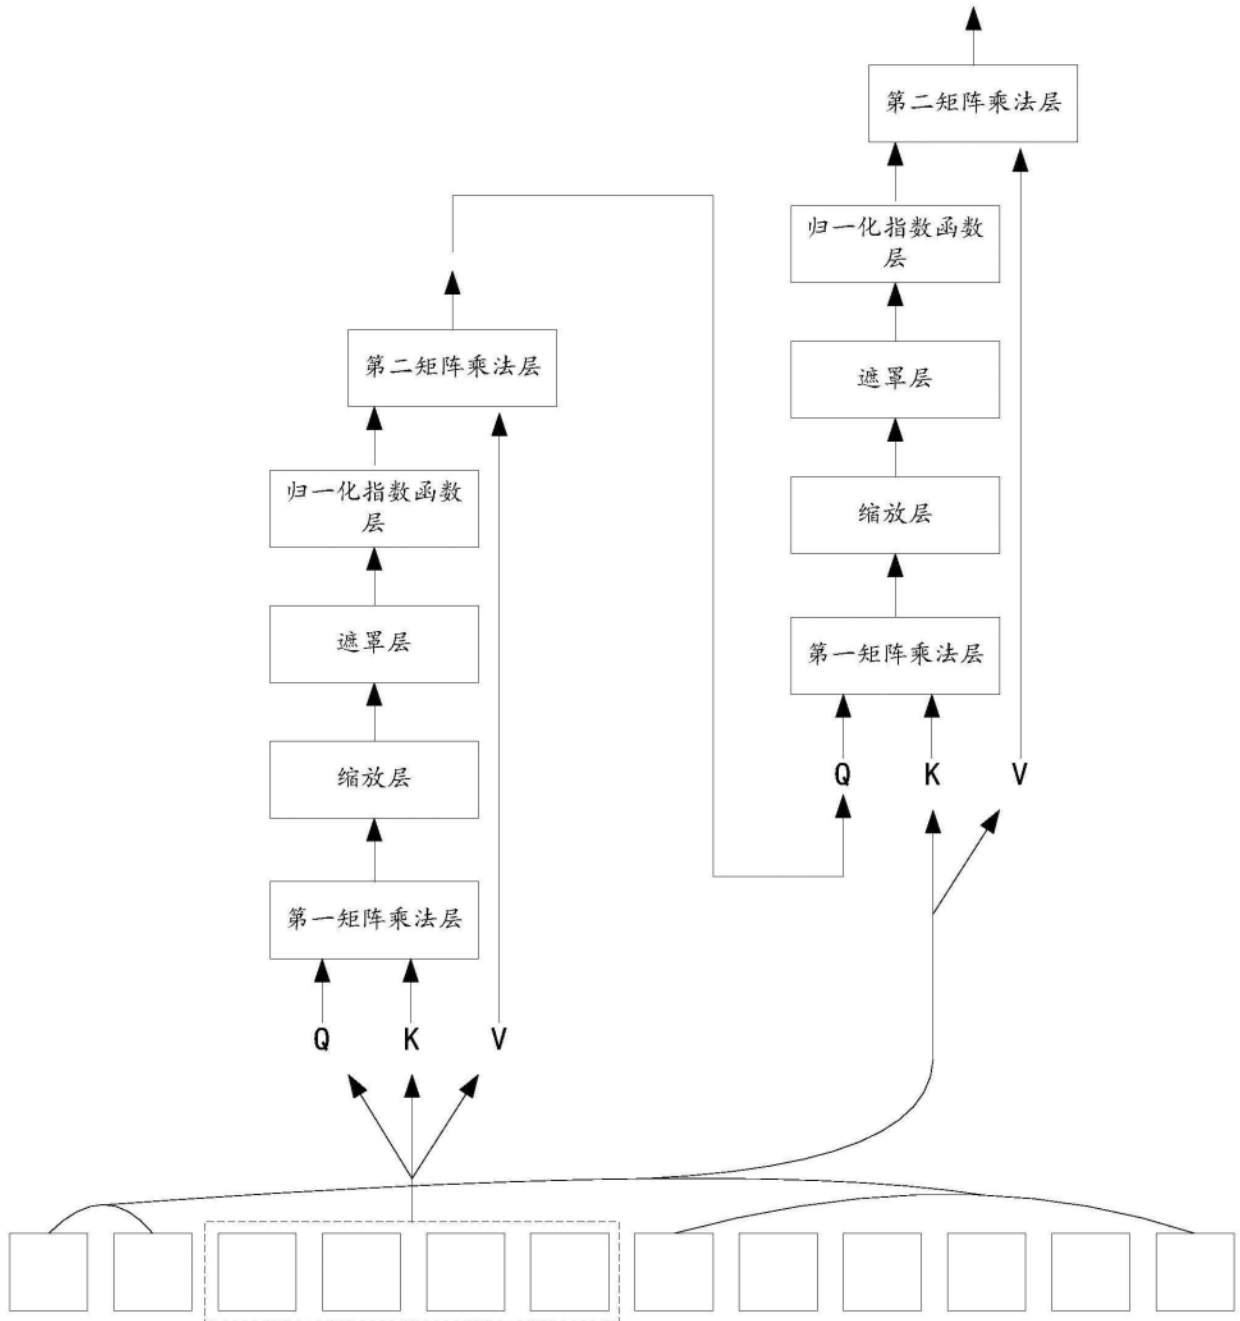 第二矩阵乘法层
归一化指数函数
层
遮罩层
缩放层
第一矩阵乘法层
Q K V
第二矩阵乘法层
归一化指数函数
层
遮罩层
缩放层
第一矩阵乘法层
Q K V